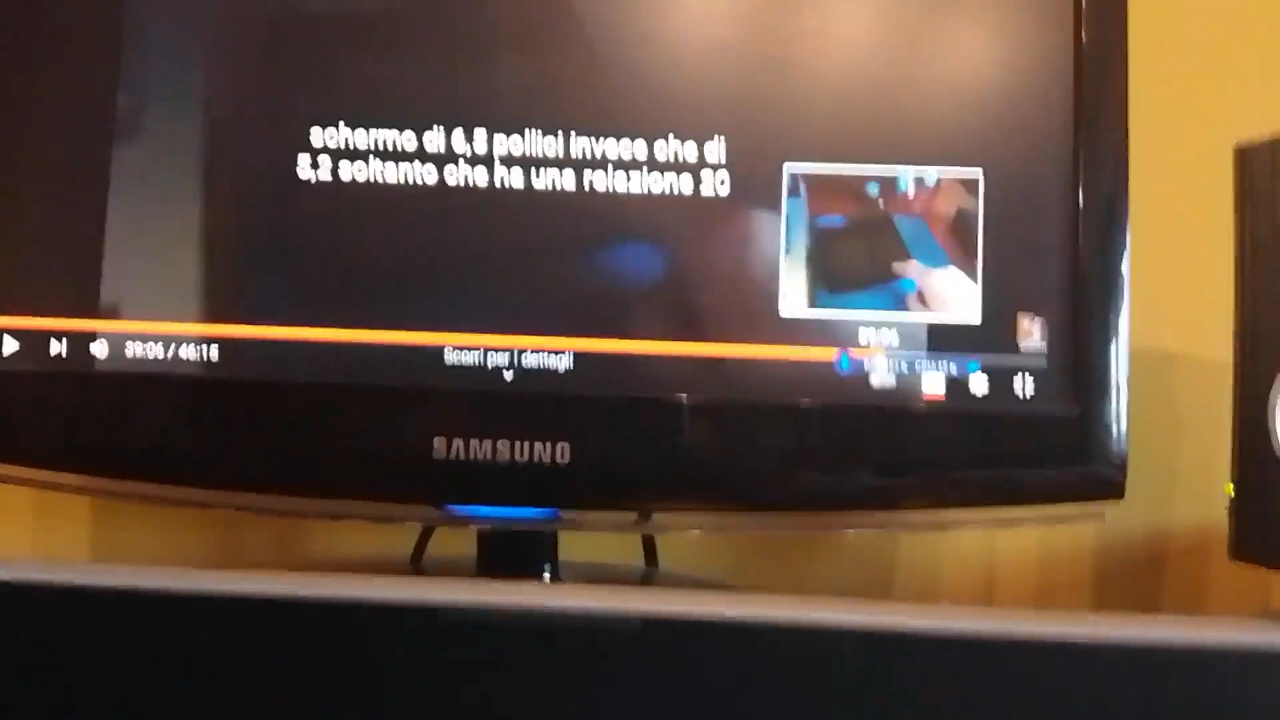 schermo di 6,5 pollici invece che di
5,2 soltanto che ha una relazione 20
39:06
39:06 / 46:15
Scorri per i dettagli
SAMSUNG